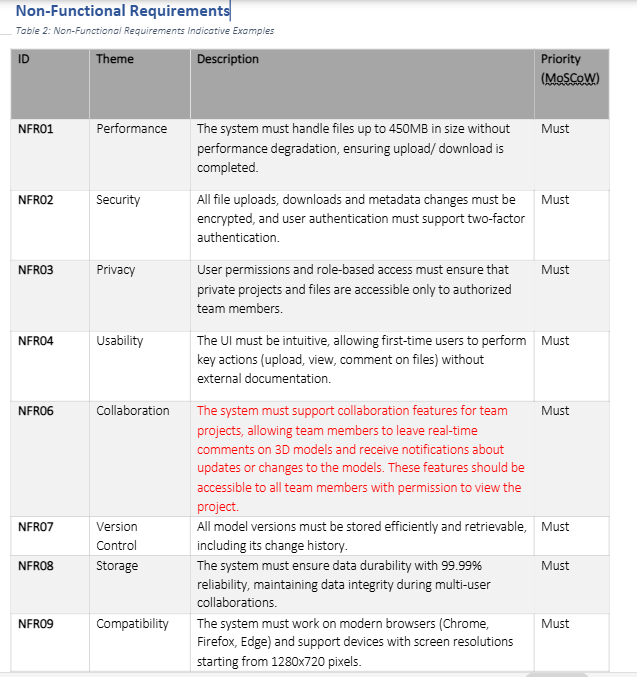 Non-Functional Requirements
Table 2: Non-Functional Requirements Indicative Examples
ID Theme Description Priority
(MoSCoW)
NFR01 Performance The system must handle files up to 450MB in size without Must
performance degradation, ensuring upload/ download is
completed.
NFR02 Security All file uploads, downloads and metadata changes must be Must
encrypted, and user authentication must support two-factor
authentication.
NFR03 Privacy User permissions and role-based access must ensure that Must
private projects and files are accessible only to authorized
team members.
NFR04 Usability The UI must be intuitive, allowing first-time users to perform Must
key actions (upload, view, comment on files) without
external documentation.
NFR06 Collaboration The system must support collaboration features for team Must
projects, allowing team members to leave real-time
comments on 3D models and receive notifications about
updates or changes to the models. These features should be
accessible to all team members with permission to view the
project.
NFR07 Version All model versions must be stored efficiently and retrievable, Must
Control including its change history.
NFR08 Storage The system must ensure data durability with 99.99% Must
reliability, maintaining data integrity during multi-user
collaborations.
NFR09 Compatibility The system must work on modern browsers (Chrome, Must
Firefox, Edge) and support devices with screen resolutions
starting from 1280x720 pixels.